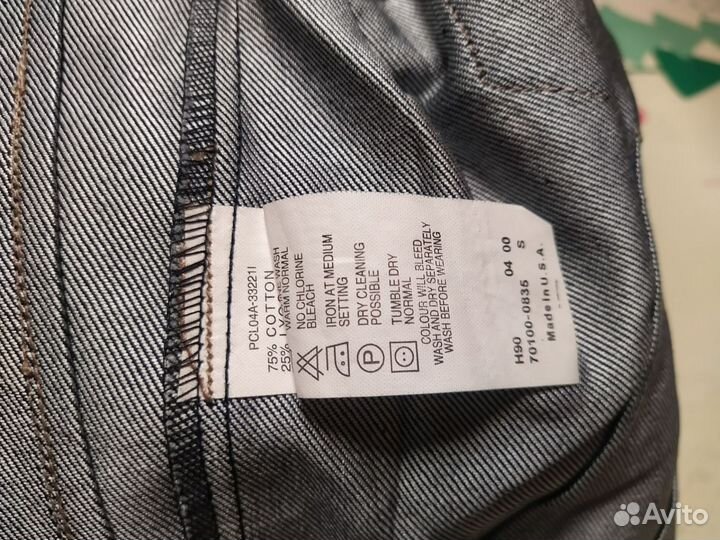 PCL04A-33221I
75% COTTON
25%
WASH
WARM NORMAL
NO CHLORINE
BLEACH
IRON AT MEDIUM
SETTING
DRY CLEANING
POSSIBLE
P
TUMBLE DRY
NORMAL
COLOUR WILL BLEED
WASH AND DRY SEPARATELY
WASH BEFORE WEARING
H90 04 00
70100-0835 S
Made in U.S.A.
Avito